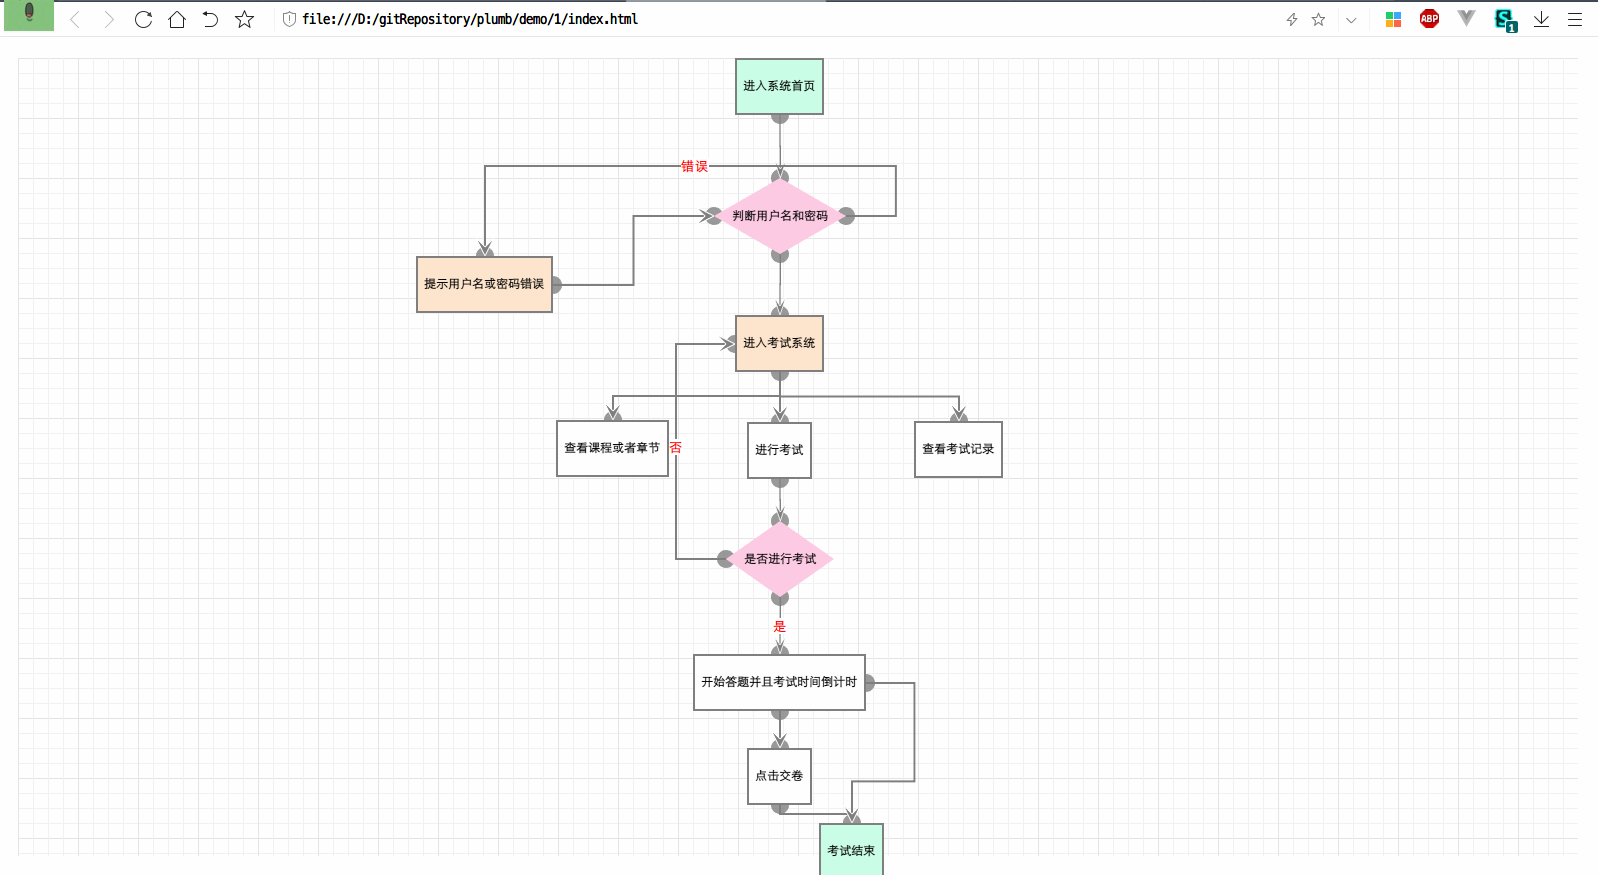 file:///D:/gitRepository/plumb/demo/1/index.html
ABP
1
进入系统首页
错误
判断用户名和密码
提示用户名或密码错误
进入考试系统
查看课程或者章节
否
进行考试
查看考试记录
是否进行考试
是
开始答题并且考试时间倒计时
点击交卷
考试结束